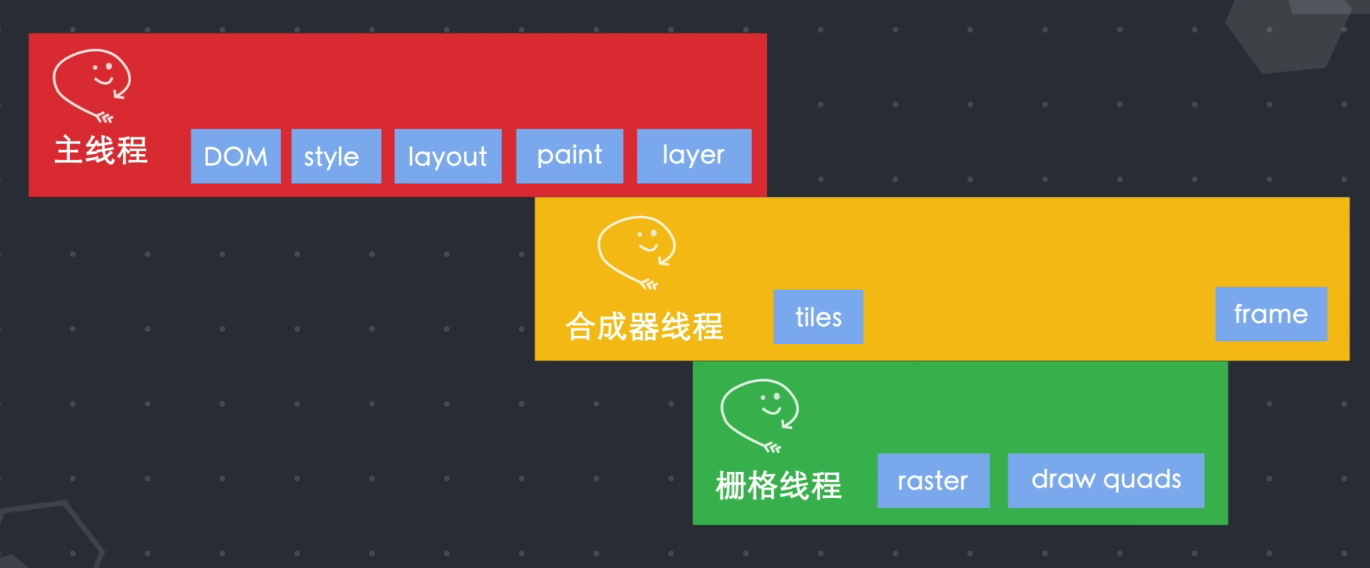 主线程 DOM style layout paint layer
合成器线程 tiles frame
栅格线程 raster draw quads